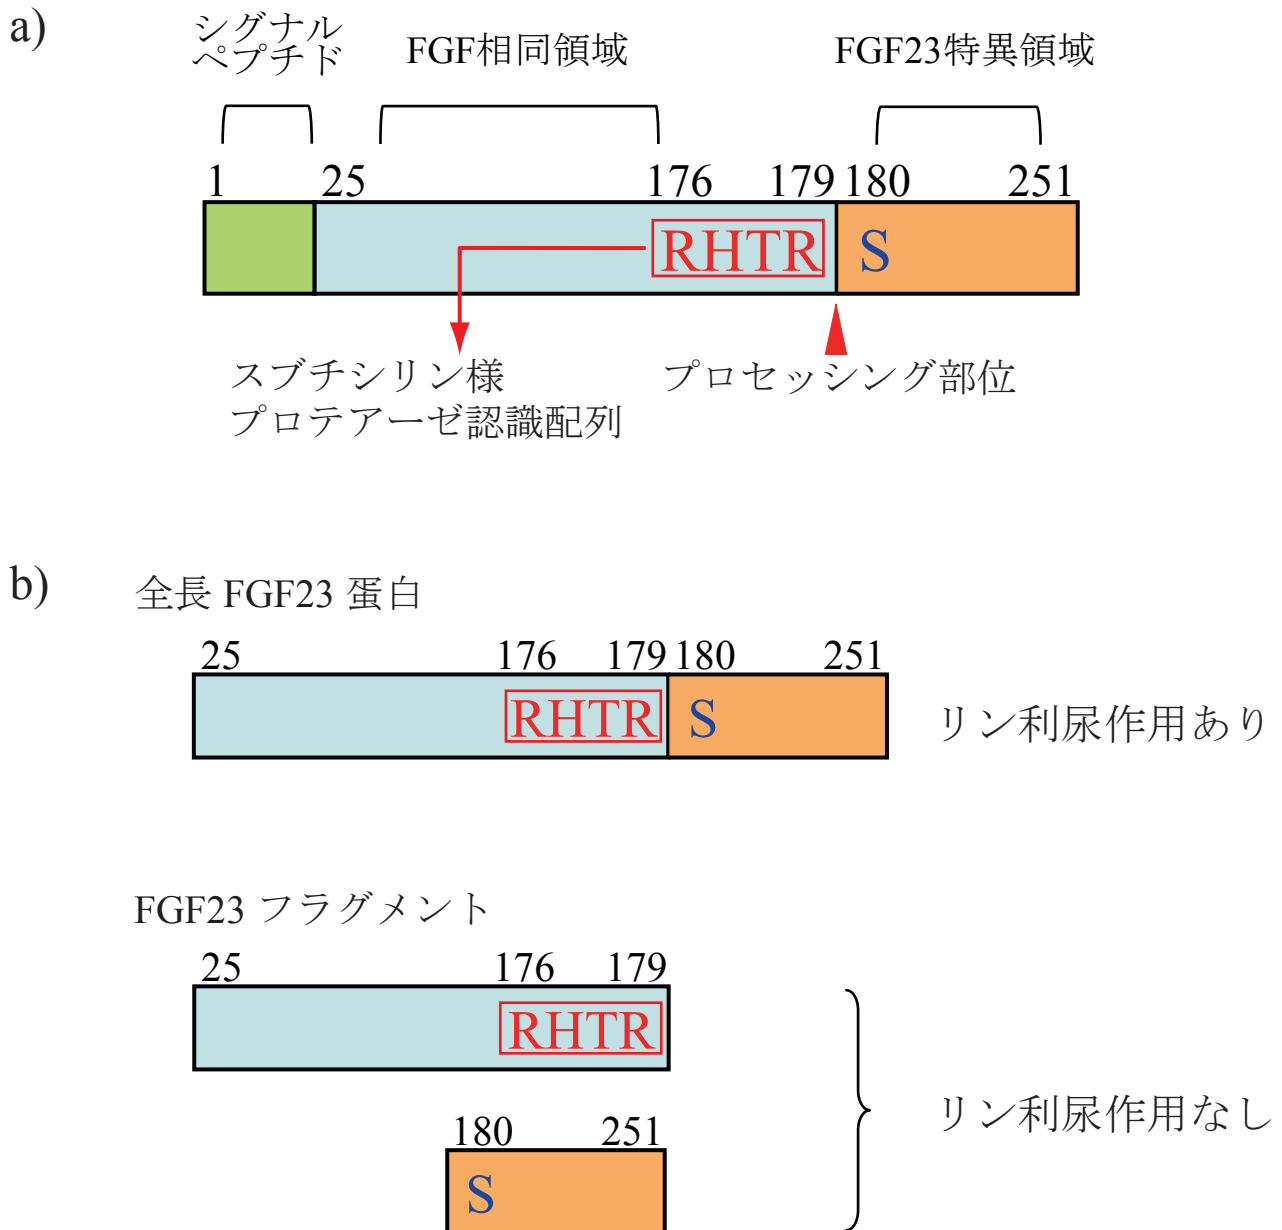 a)
シグナル
ペプチド
FGF相同領域
FGF23特異領域
1 25 176 179 180 251
RHTR S
スブチシリン様
プロテアーゼ認識配列
プロセッシング部位
b)
全長 FGF23 蛋白
25 176 179 180 251
RHTR S
リン利尿作用あり
FGF23 フラグメント
25 176 179
RHTR
リン利尿作用なし
180 251
S